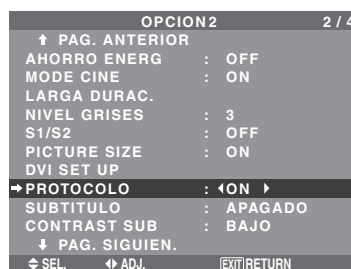 OPCION2 2 / 4
↑ PAG. ANTERIOR
AHORRO ENERG : OFF
MODE CINE : ON
LARGA DURAC.
NIVEL GRISES : 3
S1/S2 : OFF
PICTURE SIZE : ON
DVI SET UP
→PROTOCOLO : ◂ON ▸
SUBTITULO : APAGADO
CONTRAST SUB : BAJO
↓ PAG. SIGUIEN.
SEL. ADJ. EXIT RETURN